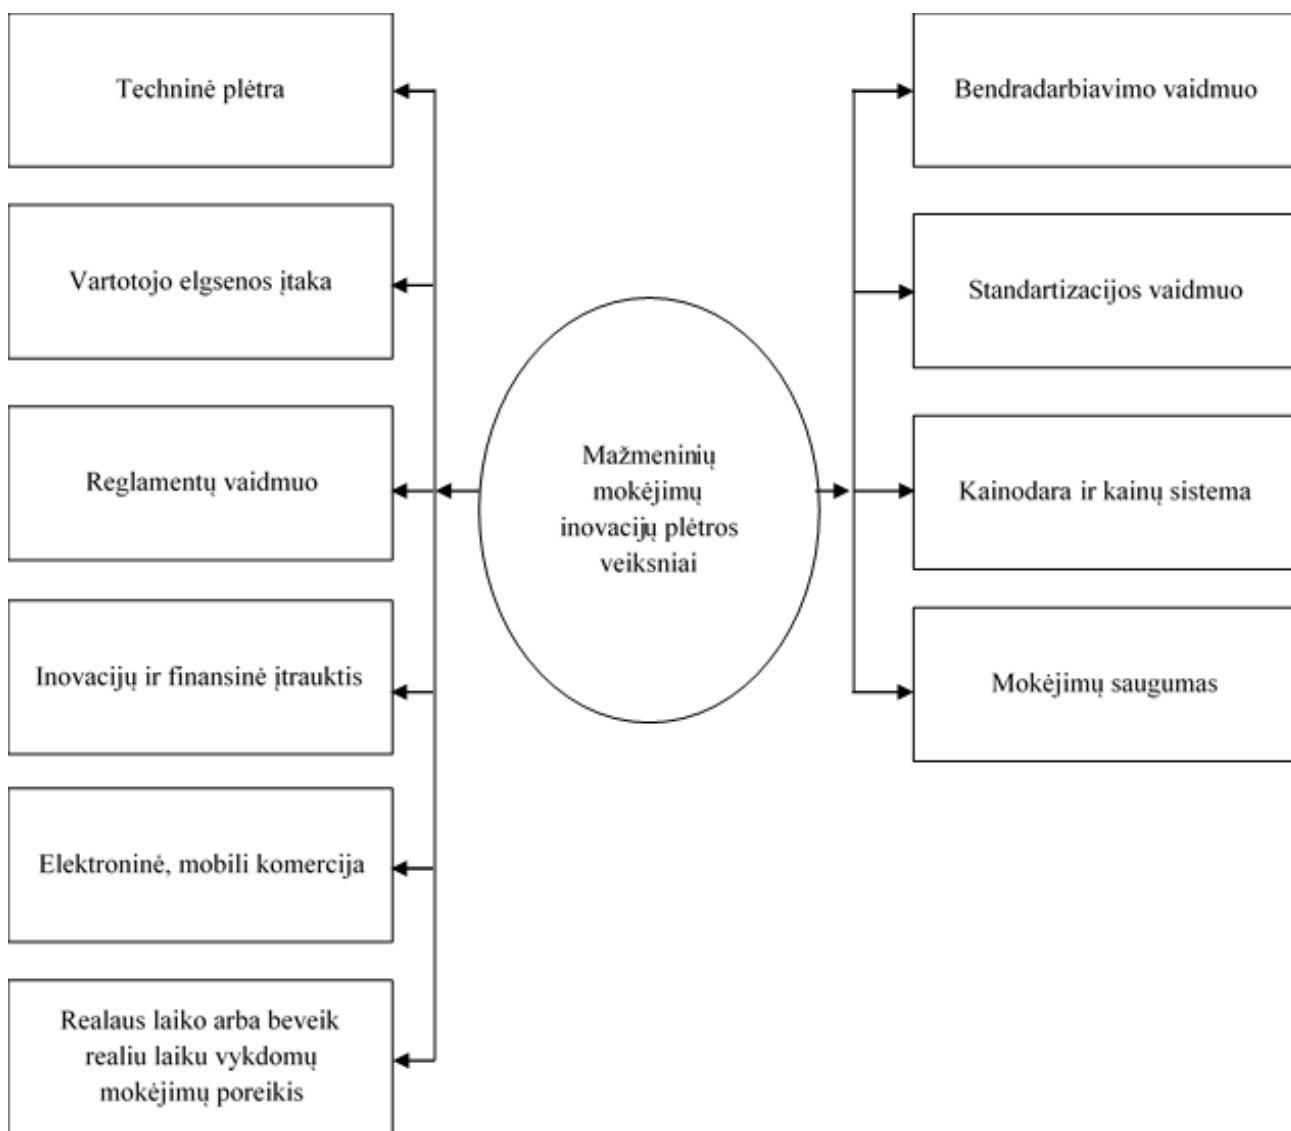 Techninė plėtra
Vartotojo elgsenos įtaka
Reglamentų vaidmuo
Inovacijų ir finansinė įtrauktis
Elektroninė, mobili komercija
Realaus laiko arba beveik
realiu laiku vykdomų
mokėjimų poreikis
Mažmeninių
mokėjimų
inovacijų plėtros
veiksniai
Bendradarbiavimo vaidmuo
Standartizacijos vaidmuo
Kainodara ir kainų sistema
Mokėjimų saugumas